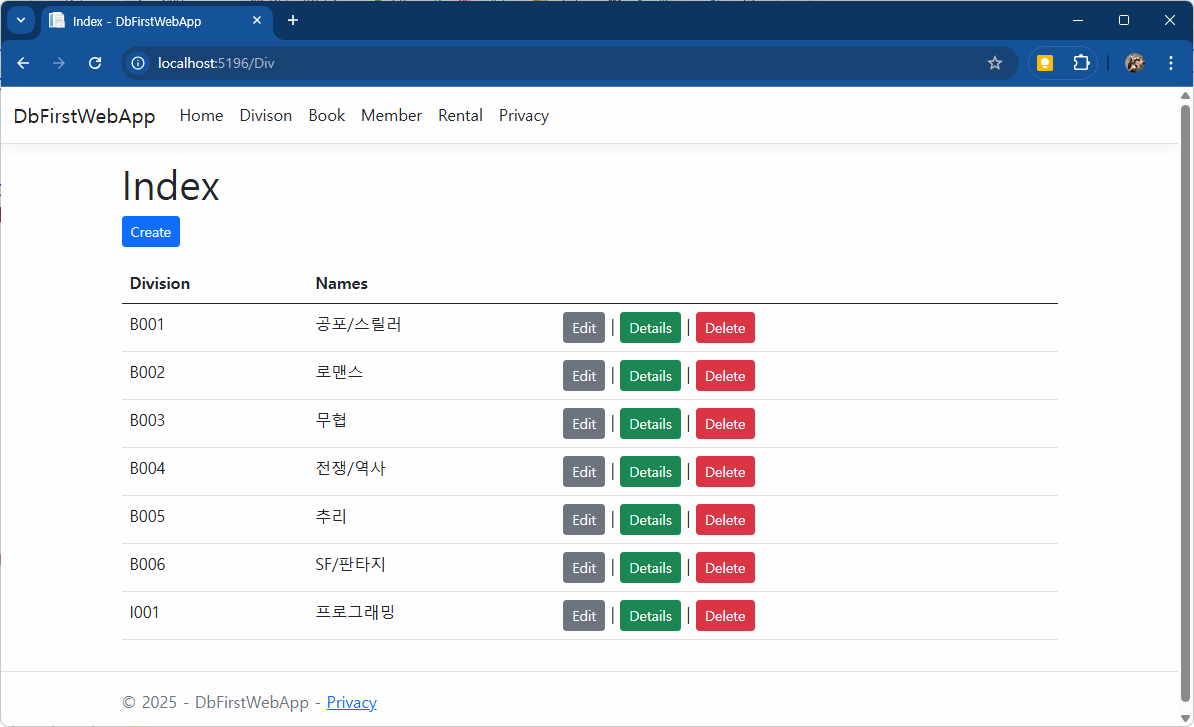 Index - DbFirstWebApp
localhost:5196/Div
DbFirstWebApp Home Divison Book Member Rental Privacy
Index
Create
Division Names
B001 공포/스릴러 Edit | Details | Delete
B002 로맨스 Edit | Details | Delete
B003 무협 Edit | Details | Delete
B004 전쟁/역사 Edit | Details | Delete
B005 추리 Edit | Details | Delete
B006 SF/판타지 Edit | Details | Delete
I001 프로그래밍 Edit | Details | Delete
© 2025 - DbFirstWebApp - Privacy